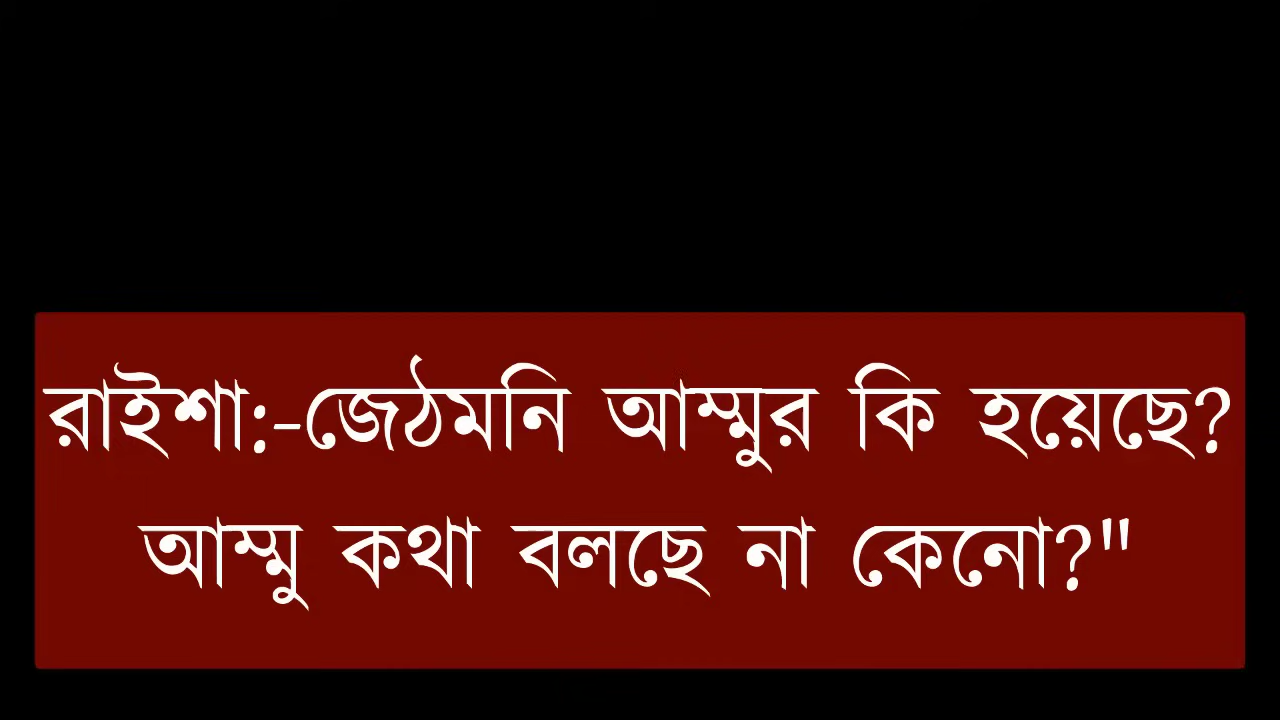 রাইশা:-জেঠমনি আম্মুর কি হয়েছে?
আম্মু কথা বলছে না কেনো?"